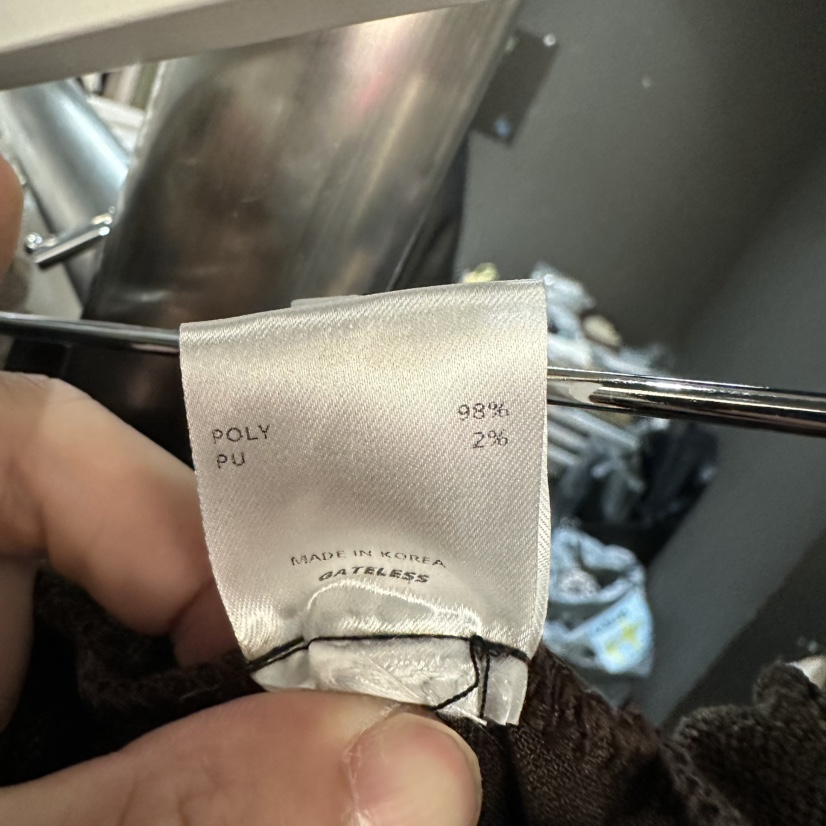 POLY 98%
PU 2%
MADE IN KOREA
GATELESS